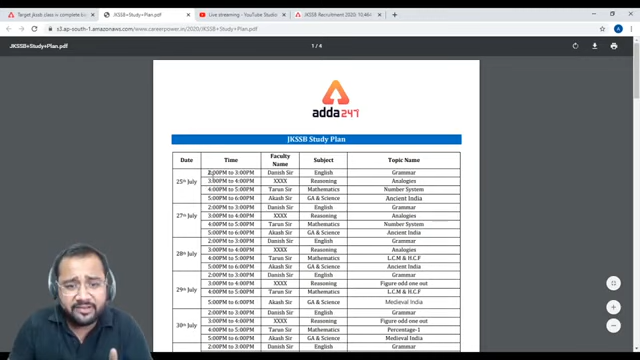 Target jkssb class iv complete b
JKSSB+Study+Plan.pdf
Live streaming - YouTube Studio
JKSSB Recruitment 2020: 10,464
s3.ap-south-1.amazonaws.com/www.careerpower.in/2020/JKSSB+Study+Plan.pdf
JKSSB+Study+Plan.pdf
1 / 4
adda247
JKSSB Study Plan
Date Time Faculty Name Subject Topic Name
25th July
2:00PM to 3:00PM Danish Sir English Grammar
3:00PM to 4:00PM XXXX Reasoning Analogies
4:00PM to 5:00PM Tarun Sir Mathematics Number System
5:00PM to 6:00PM Akash Sir GA & Science Ancient India
27th July
2:00PM to 3:00PM Danish Sir English Grammar
3:00PM to 4:00PM XXXX Reasoning Analogies
4:00PM to 5:00PM Tarun Sir Mathematics Number System
5:00PM to 6:00PM Akash Sir GA & Science Ancient India
28th July
2:00PM to 3:00PM Danish Sir English Grammar
3:00PM to 4:00PM XXXX Reasoning Analogies
4:00PM to 5:00PM Tarun Sir Mathematics L.C.M & H.C.F
5:00PM to 6:00PM Akash Sir GA & Science Ancient India
29th July
2:00PM to 3:00PM Danish Sir English Grammar
3:00PM to 4:00PM XXXX Reasoning Figure odd one out
4:00PM to 5:00PM Tarun Sir Mathematics L.C.M & H.C.F
5:00PM to 6:00PM Akash Sir GA & Science Medieval India
30th July
2:00PM to 3:00PM Danish Sir English Grammar
3:00PM to 4:00PM XXXX Reasoning Figure odd one out
4:00PM to 5:00PM Tarun Sir Mathematics Percentage-1
5:00PM to 6:00PM Akash Sir GA & Science Medieval India
2:00PM to 3:00PM Danish Sir English Grammar